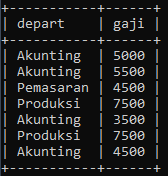 +-----------+------+
| depart    | gaji |
+-----------+------+
| Akunting  | 5000 |
| Akunting  | 5500 |
| Pemasaran | 4500 |
| Produksi  | 7500 |
| Akunting  | 3500 |
| Produksi  | 7500 |
| Akunting  | 4500 |
+-----------+------+